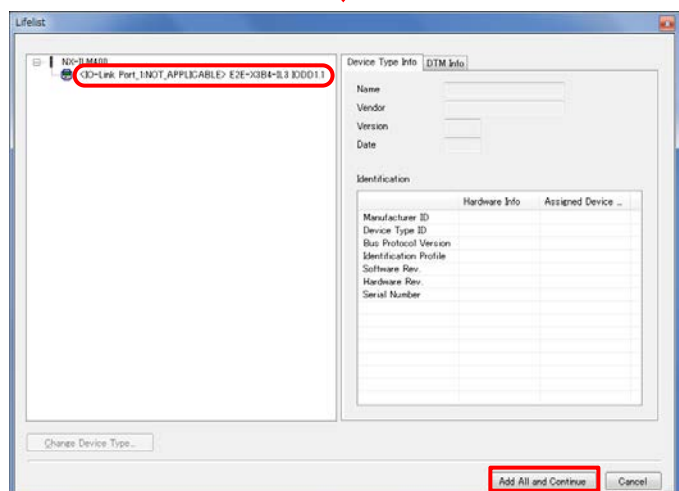 Lifelist
NX-ILM400
<IO-Link Port_1:NOT_APPLICABLE> E2E-X3B4-IL3 IODD1.1
Device Type Info
DTM Info
Name
Vendor
Version
Date
Identification
Hardware Info
Assigned Device ...
Manufacturer ID
Device Type ID
Bus Protocol Version
Identification Profile
Software Rev.
Hardware Rev.
Serial Number
Change Device Type...
Add All and Continue
Cancel